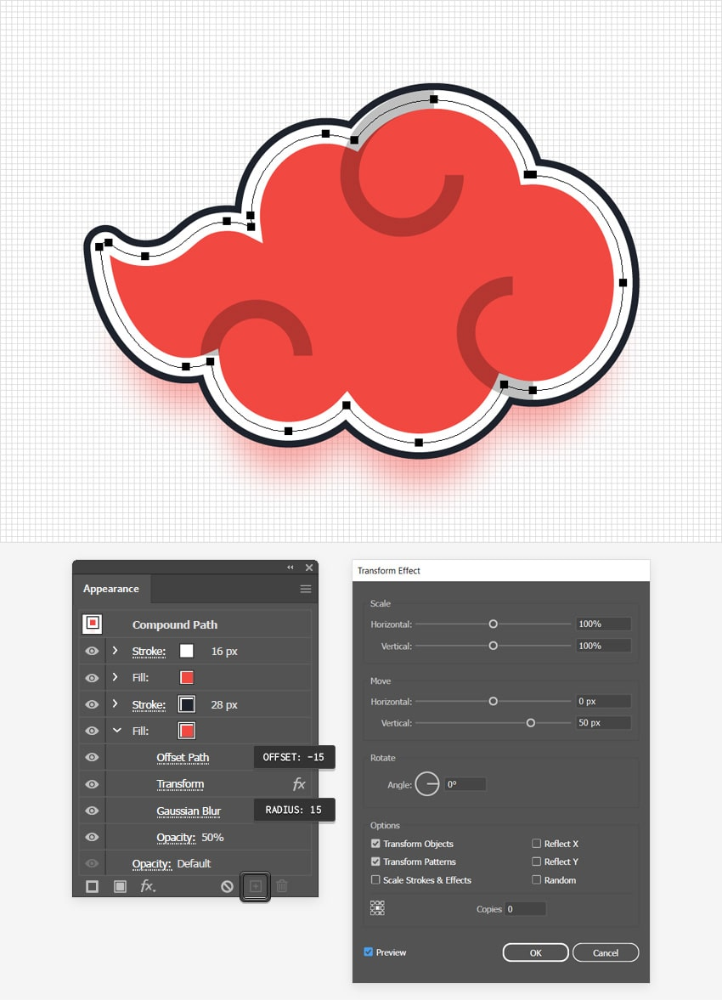 Appearance
Compound Path
Stroke: 16 px
Fill:
Stroke: 28 px
Fill:
Offset Path OFFSET: -15
Transform fx
Gaussian Blur RADIUS: 15
Opacity: 50%
Opacity: Default
fx
Transform Effect
Scale
Horizontal: 100%
Vertical: 100%
Move
Horizontal: 0 px
Vertical: 50 px
Rotate
Angle: 0°
Options
Transform Objects Reflect X
Transform Patterns Reflect Y
Scale Strokes & Effects Random
Copies 0
Preview OK Cancel